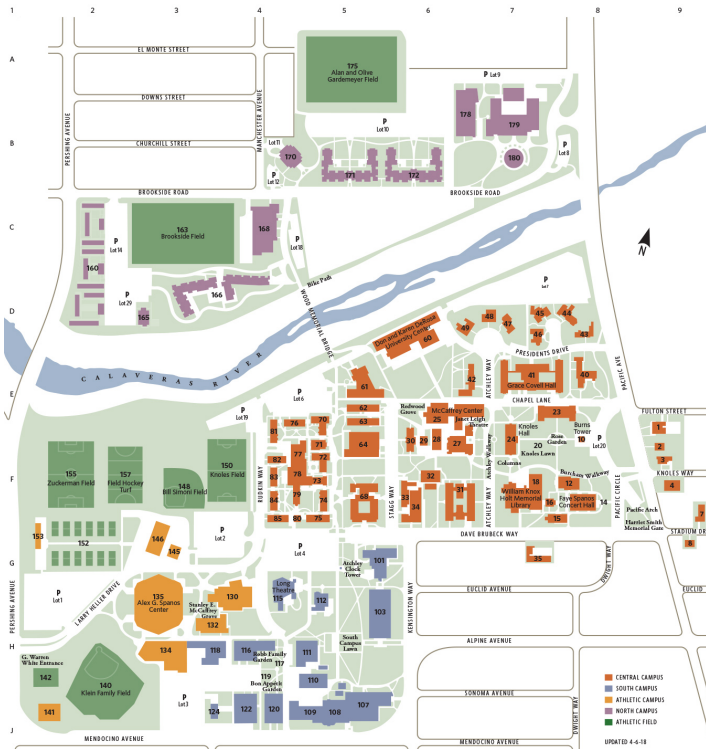 1 2 3 4 5 6 7 8 9
EL MONTE STREET
A
175
Alan and Olive
Gardemeyer Field
P Lot 9
DOWNS STREET
PERSHING AVENUE
MANCHESTER AVENUE
178
179
P
Lot 10
B
CHURCHILL STREET
Lot 11
170
P
Lot 12
171
172
180
P
Lot 8
BROOKSIDE ROAD
BROOKSIDE ROAD
C
163
Brookside Field
168
P
Lot 14
P
Lot 18
160
166
P
Lot 29
165
Bike Path
WOOD MEMORIAL BRIDGE
N
P
Lot 7
D
Don and Karen DeRosa
University Center
60
49
48
47
45
44
46
43
PRESIDENTS DRIVE
CALAVERAS RIVER
E
61
42
ATCHLEY WAY
41
Grace Covell Hall
40
PACIFIC AVE
CHAPEL LANE
P
Lot 6
P
Lot 19
62
63
64
Redwood
Grove
McCaffrey Center
25
Janet Leigh
Theatre
23
FULTON STREET
76
70
81
71
77
72
82
30
29
28
27
24
Knoles
Hall
20
Knoles Lawn
Rose
Garden
Burns
Tower
10
P
Lot 20
1
2
3
KNOLES WAY
4
F
155
Zuckerman Field
157
Field Hockey
Turf
148
Bill Simoni Field
150
Knoles Field
RUDKIN WAY
78
73
83
84
79
74
85
80
75
68
STAGG WAY
32
33
34
31
Atchley Walkway
Columns
ATCHLEY WAY
Burcham Walkway
18
William Knox
Holt Memorial
Library
12
16
Faye Spanos
Concert Hall
15
14
PACIFIC CIRCLE
Pacific Arch
Harriet Smith
Memorial Gate
7
STADIUM DR
8
153
152
146
145
P
Lot 2
P
Lot 4
DAVE BRUBECK WAY
G
Atchley
Clock
Tower
101
35
DWIGHT WAY
P
Lot 1
LARRY HELLER DRIVE
PERSHING AVENUE
135
Alex G. Spanos
Center
Stanley E.
McCaffrey
Grove
130
132
Long
Theatre
115
112
103
KENSINGTON WAY
EUCLID AVENUE
EUCLID
H
134
118
116
Robb Family
Garden
117
111
South
Campus
Lawn
ALPINE AVENUE
G. Warren
White Entrance
142
140
Klein Family Field
119
Bon Appétit
Garden
110
141
P
Lot 3
124
122
120
109
108
107
SONOMA AVENUE
DWIGHT WAY
CENTRAL CAMPUS
SOUTH CAMPUS
ATHLETIC CAMPUS
NORTH CAMPUS
ATHLETIC FIELD
J
MENDOCINO AVENUE
MENDOCINO AVENUE
UPDATED 4-6-18